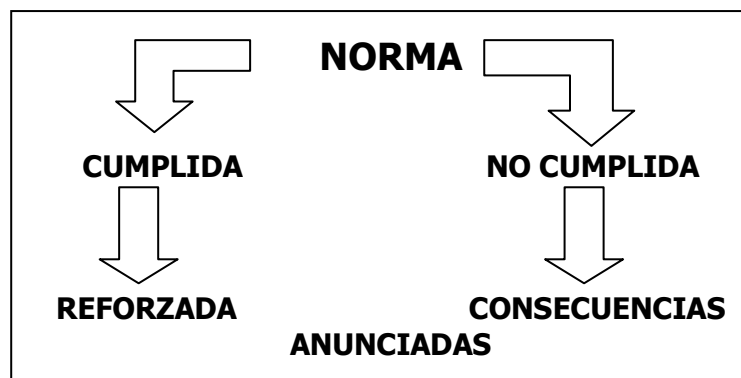 NORMA
CUMPLIDA NO CUMPLIDA
REFORZADA CONSECUENCIAS
ANUNCIADAS